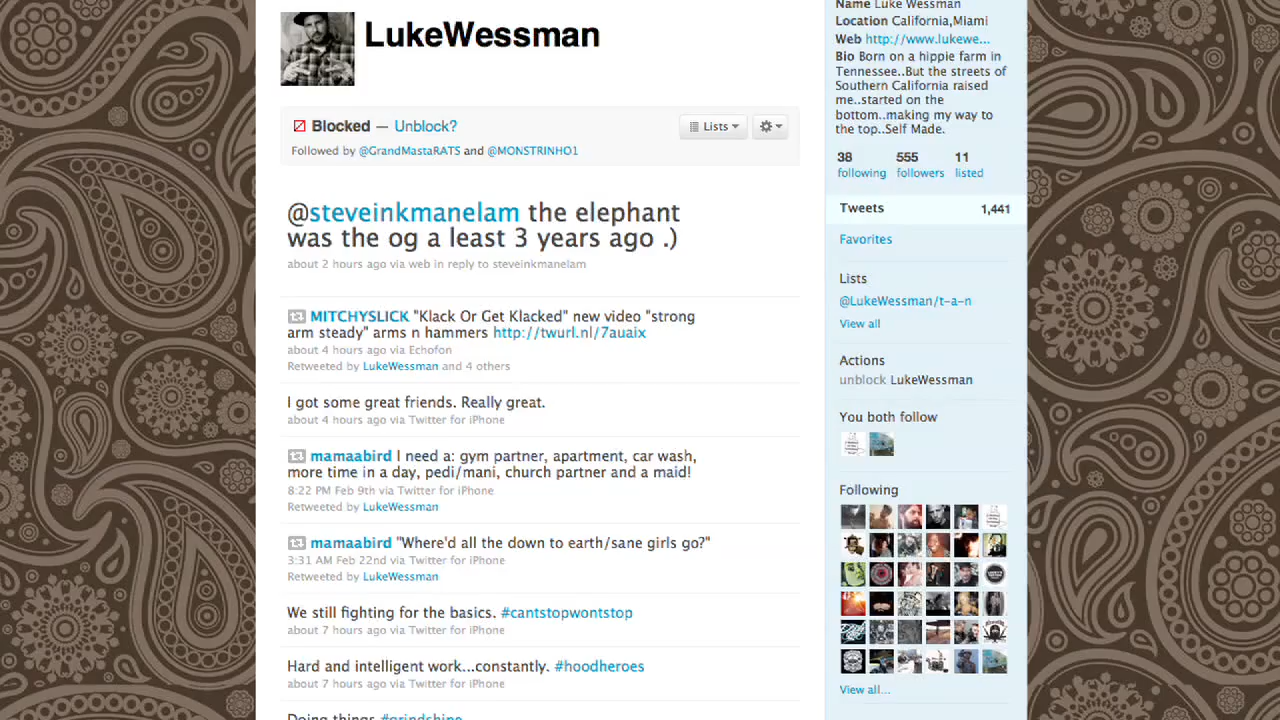 LukeWessman
Blocked — Unblock?
Lists
Followed by @GrandMastaRATS and @MONSTRINHO1
@steveinkmanelam the elephant
was the og a least 3 years ago .)
about 2 hours ago via web in reply to steveinkmanelam
MITCHYSLICK "Klack Or Get Klacked" new video "strong
arm steady" arms n hammers http://twurl.nl/7auaix
about 4 hours ago via Echofon
Retweeted by LukeWessman and 4 others
I got some great friends. Really great.
about 4 hours ago via Twitter for iPhone
mamaabird I need a: gym partner, apartment, car wash,
more time in a day, pedi/mani, church partner and a maid!
8:22 PM Feb 9th via Twitter for iPhone
Retweeted by LukeWessman
mamaabird "Where'd all the down to earth/sane girls go?"
3:31 AM Feb 22nd via Twitter for iPhone
Retweeted by LukeWessman
We still fighting for the basics. #cantstopwontstop
about 7 hours ago via Twitter for iPhone
Hard and intelligent work...constantly. #hoodheroes
about 7 hours ago via Twitter for iPhone
Doing things #grindshine
Name Luke Wessman
Location California,Miami
Web http://www.lukewe...
Bio Born on a hippie farm in
Tennessee..But the streets of
Southern California raised
me..started on the
bottom..making my way to
the top..Self Made.
38 555 11
following followers listed
Tweets 1,441
Favorites
Lists
@LukeWessman/t-a-n
View all
Actions
unblock LukeWessman
You both follow
Following
View all...